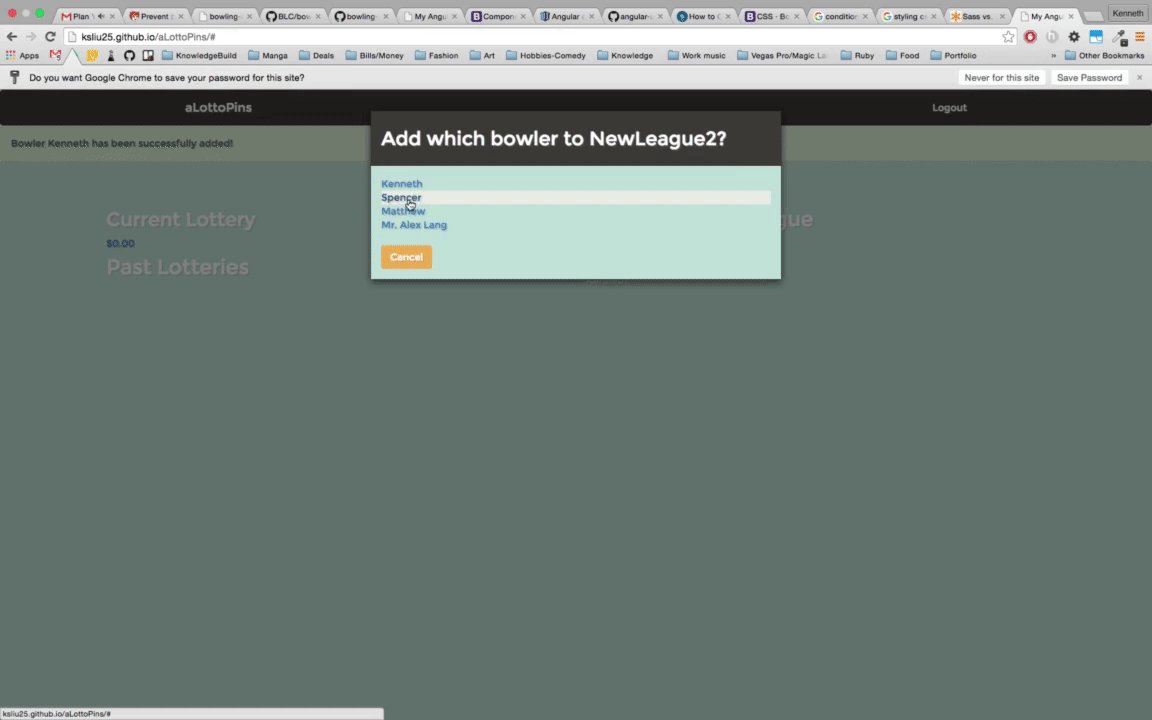 Plan
Prevent
bowling-
BLC/bow
bowling-
My Angu
Compon
Angular
angular-
How to
CSS - Bo
condition
styling c
Sass vs.
My Angu
Kenneth
ksliu25.github.io/aLottoPins/#
Apps
KnowledgeBuild
Manga
Deals
Bills/Money
Fashion
Art
Hobbies-Comedy
Knowledge
Work music
Vegas Pro/Magic La
Ruby
Food
Portfolio
»
Other Bookmarks
Do you want Google Chrome to save your password for this site?
Never for this site
Save Password
aLottoPins
Logout
Bowler Kenneth has been successfully added!
Add which bowler to NewLeague2?
Kenneth
Spencer
Matthew
Mr. Alex Lang
Cancel
Current Lottery
gue
$0.00
Past Lotteries
ksliu25.github.io/aLottoPins/#